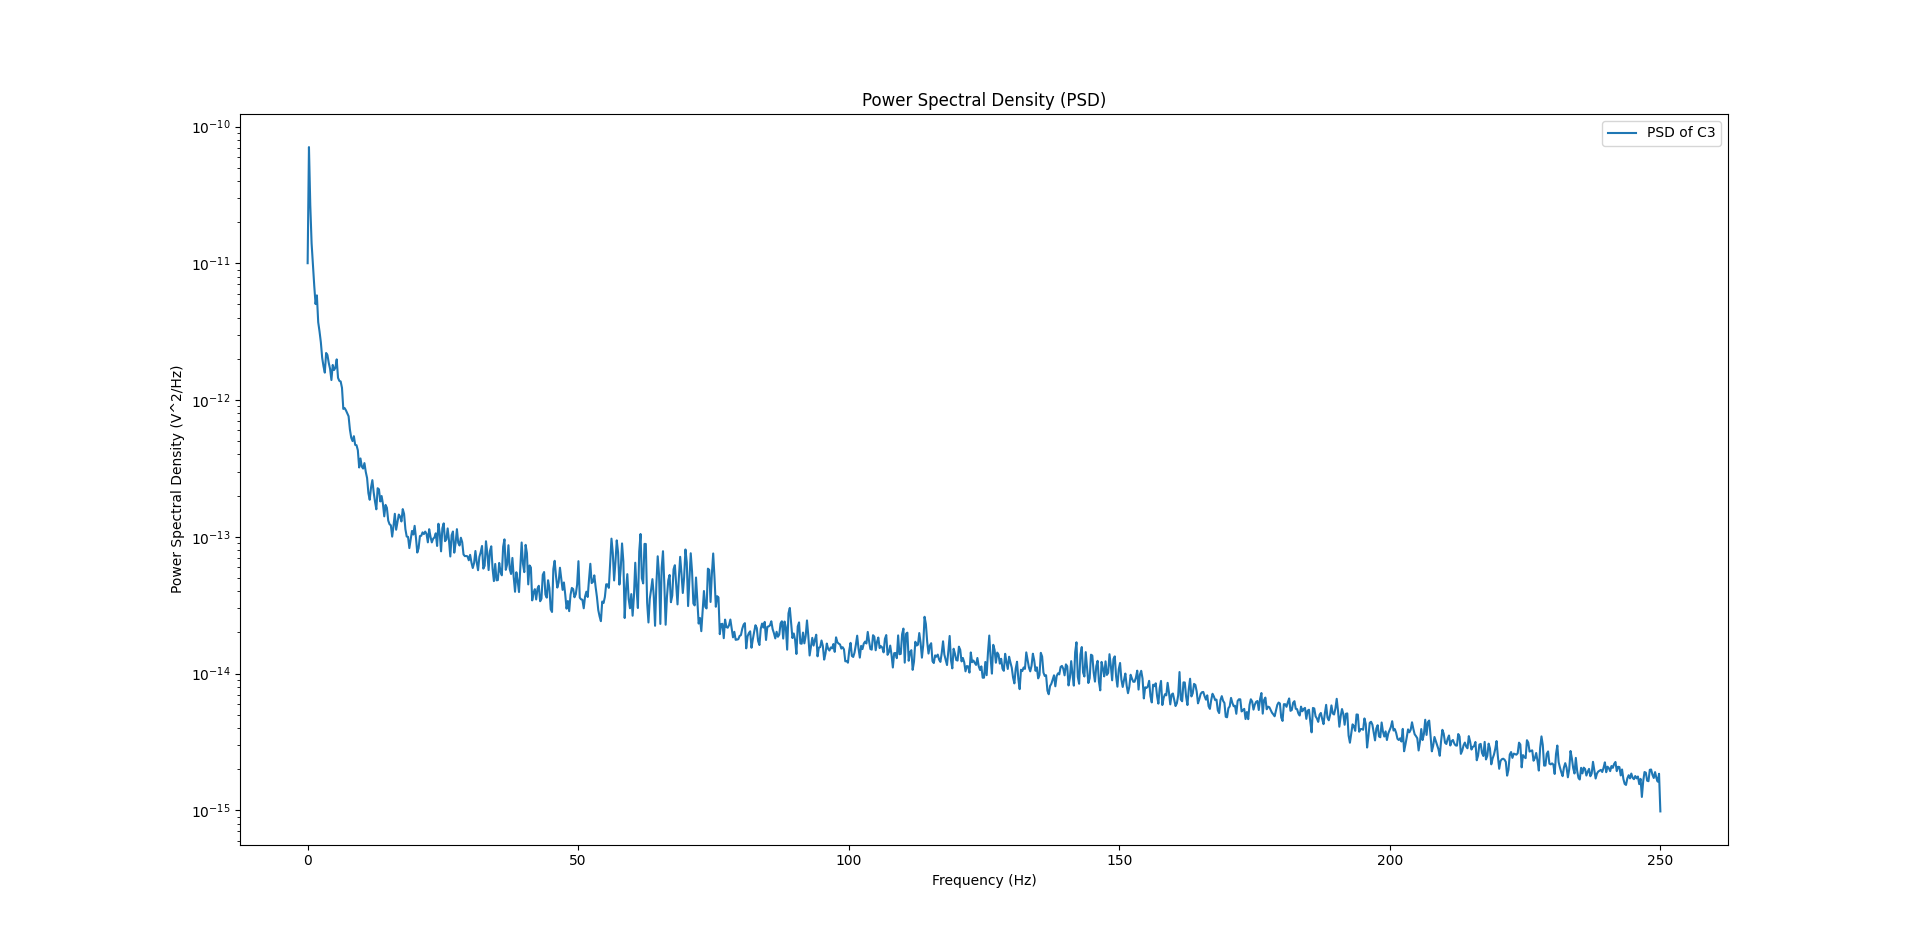 Power Spectral Density (PSD)
PSD of C3
Power Spectral Density (V^2/Hz)
10⁻¹⁰
10⁻¹¹
10⁻¹²
10⁻¹³
10⁻¹⁴
10⁻¹⁵
0 50 100 150 200 250
Frequency (Hz)